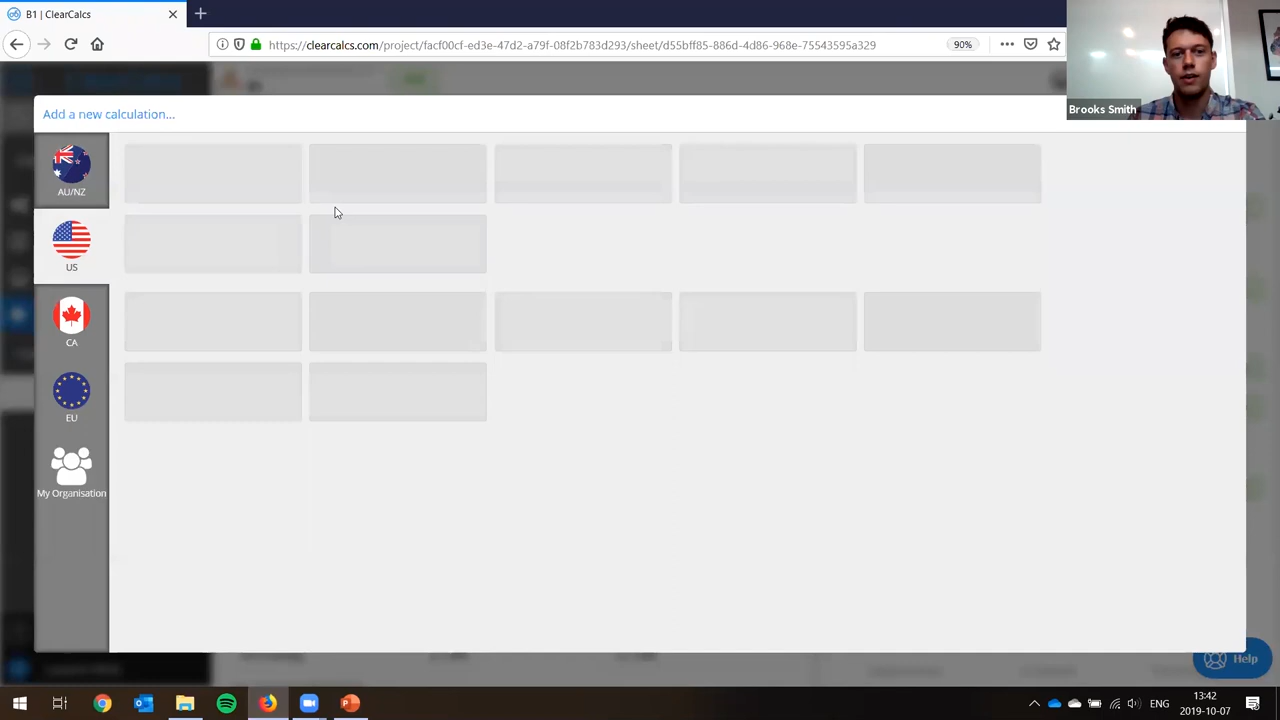 B1 | ClearCalcs
https://clearcalcs.com/project/facf00cf-ed3e-47d2-a79f-08f2b783d293/sheet/d55bff85-886d-4d86-968e-75543595a329
90%
Brooks Smith
Add a new calculation...
AU/NZ
US
CA
EU
My Organisation
Help
ENG
13:42
2019-10-07